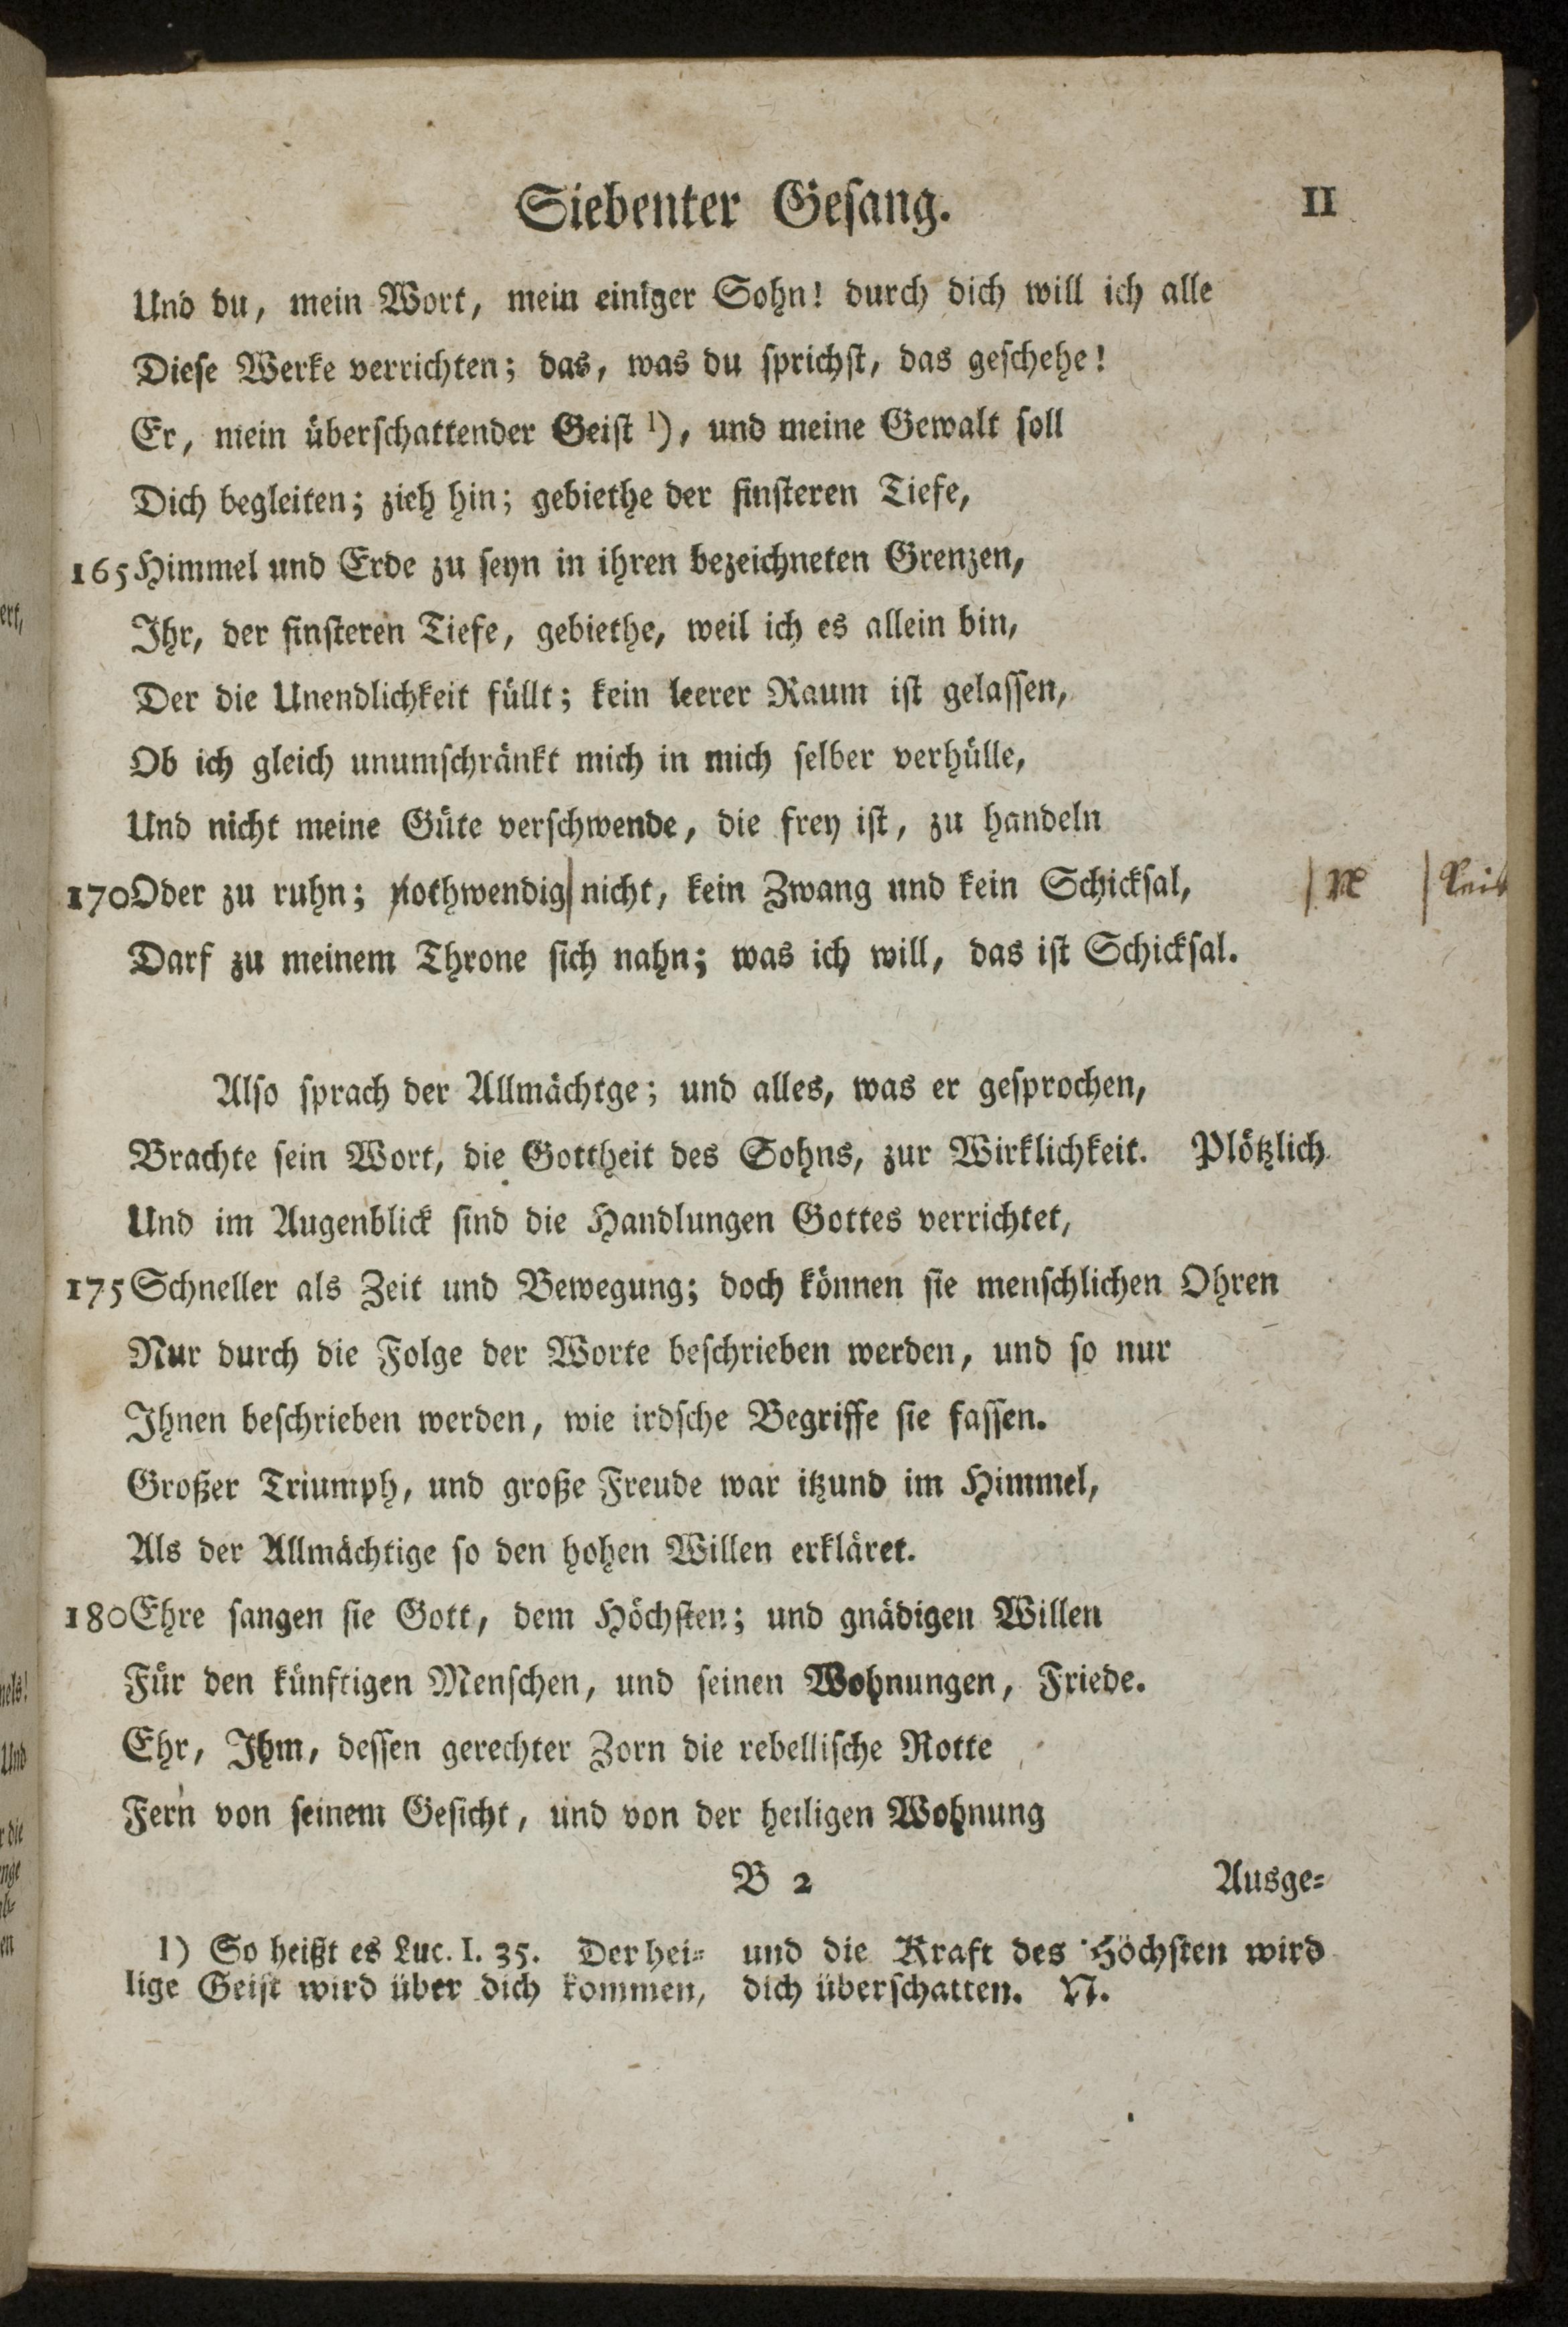 Siebenter Gesang. 11
Und du, mein Wort, mein einiger Sohn! durch dich will ich alle
Diese Werke verrichten; das, was du sprichst, das geschehe!
Er, mein überschattender Geist 1), und meine Gewalt soll
Dich begleiten; zieh hin; gebiethe der finsteren Tiefe,
165 Himmel und Erde zu seyn in ihren bezeichneten Grenzen,
Ihr, der finsteren Tiefe, gebiethe, weil ich es allein bin,
Der die Unendlichkeit füllt; kein leerer Raum ist gelassen,
Ob ich gleich unumschränkt mich in mich selber verhülle,
Und nicht meine Güte verschwende, die frey ist, zu handeln
170 Oder zu ruhn; nothwendig nicht, kein Zwang und kein Schicksal,
Darf zu meinem Throne sich nahn; was ich will, das ist Schicksal.
Also sprach der Allmächtge; und alles, was er gesprochen,
Brachte sein Wort, die Gottheit des Sohns, zur Wirklichkeit. Plötzlich
Und im Augenblick sind die Handlungen Gottes verrichtet,
175 Schneller als Zeit und Bewegung; doch können sie menschlichen Ohren
Nur durch die Folge der Worte beschrieben werden, und so nur
Ihnen beschrieben werden, wie irdsche Begriffe sie fassen.
Großer Triumph, und große Freude war itzund im Himmel,
Als der Allmächtige so den hohen Willen erkläret.
180 Ehre sangen sie Gott, dem Höchsten; und gnädigen Willen
Für den künftigen Menschen, und seinen Wohnungen, Friede.
Ehr, Ihm, dessen gerechter Zorn die rebellische Rotte
Fern von seinem Gesicht, und von der heiligen Wohnung
B 2 Ausge-
1) So heißt es Luc. I. 35. Der hei-
lige Geist wird über dich kommen,
und die Kraft des Höchsten wird
dich überschatten. N.